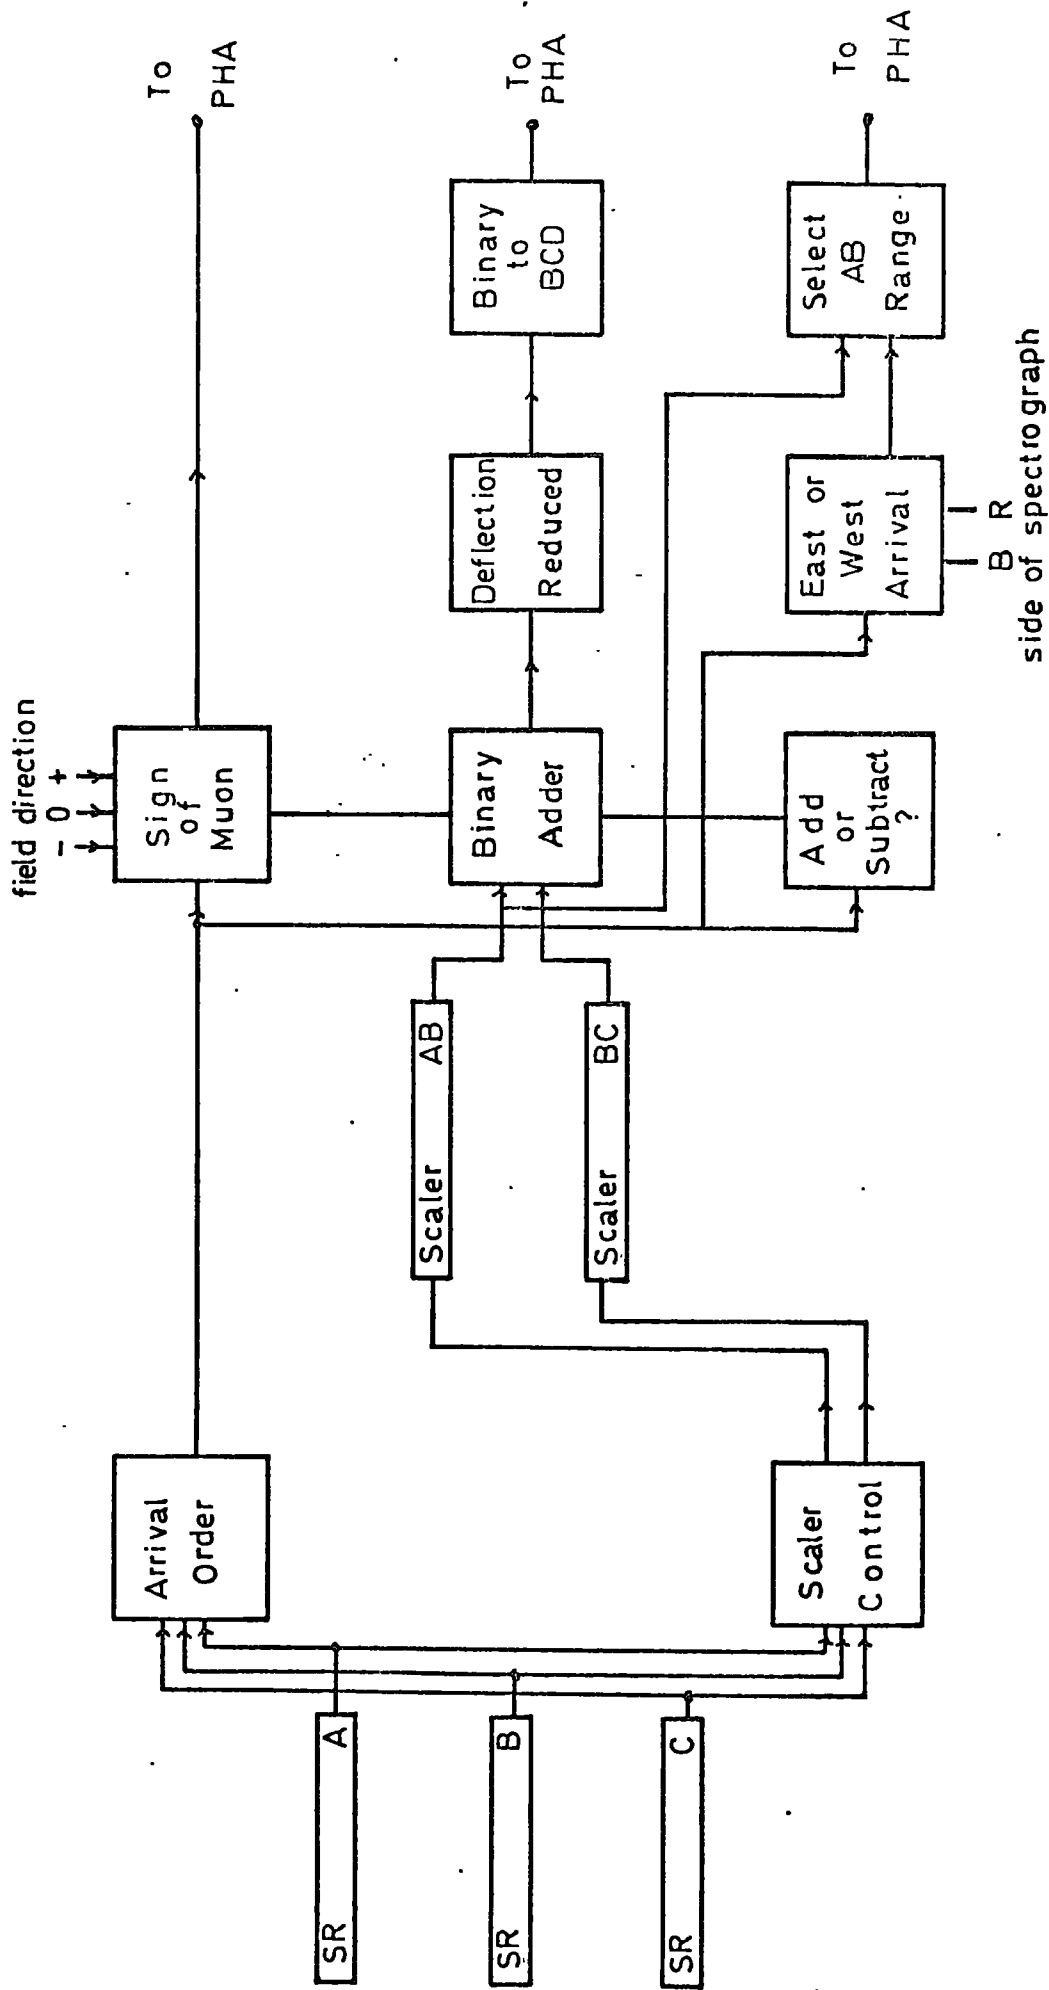 field direction
- 0 +
Sign
of
Muon
To
PHA
Arrival
Order
SR A
SR B
SR C
Scaler
Control
Scaler AB
Scaler BC
Binary
Adder
Deflection
Reduced
Binary
to
BCD
To
PHA
Add
or
Subtract
?
East or
West
Arrival
B R
side of spectrograph
Select
AB
Range
To
PHA